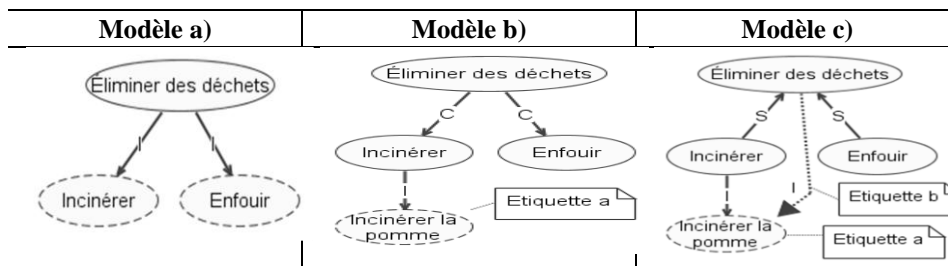 Modèle a)
Modèle b)
Modèle c)
Éliminer des déchets
I
I
Incinérer
Enfouir
Éliminer des déchets
C
C
Incinérer
Enfouir
I
Etiquette a
Incinérer la
pomme
Éliminer des déchets
S
S
Incinérer
Enfouir
I
I
Etiquette b
Incinérer la
pomme
Etiquette a